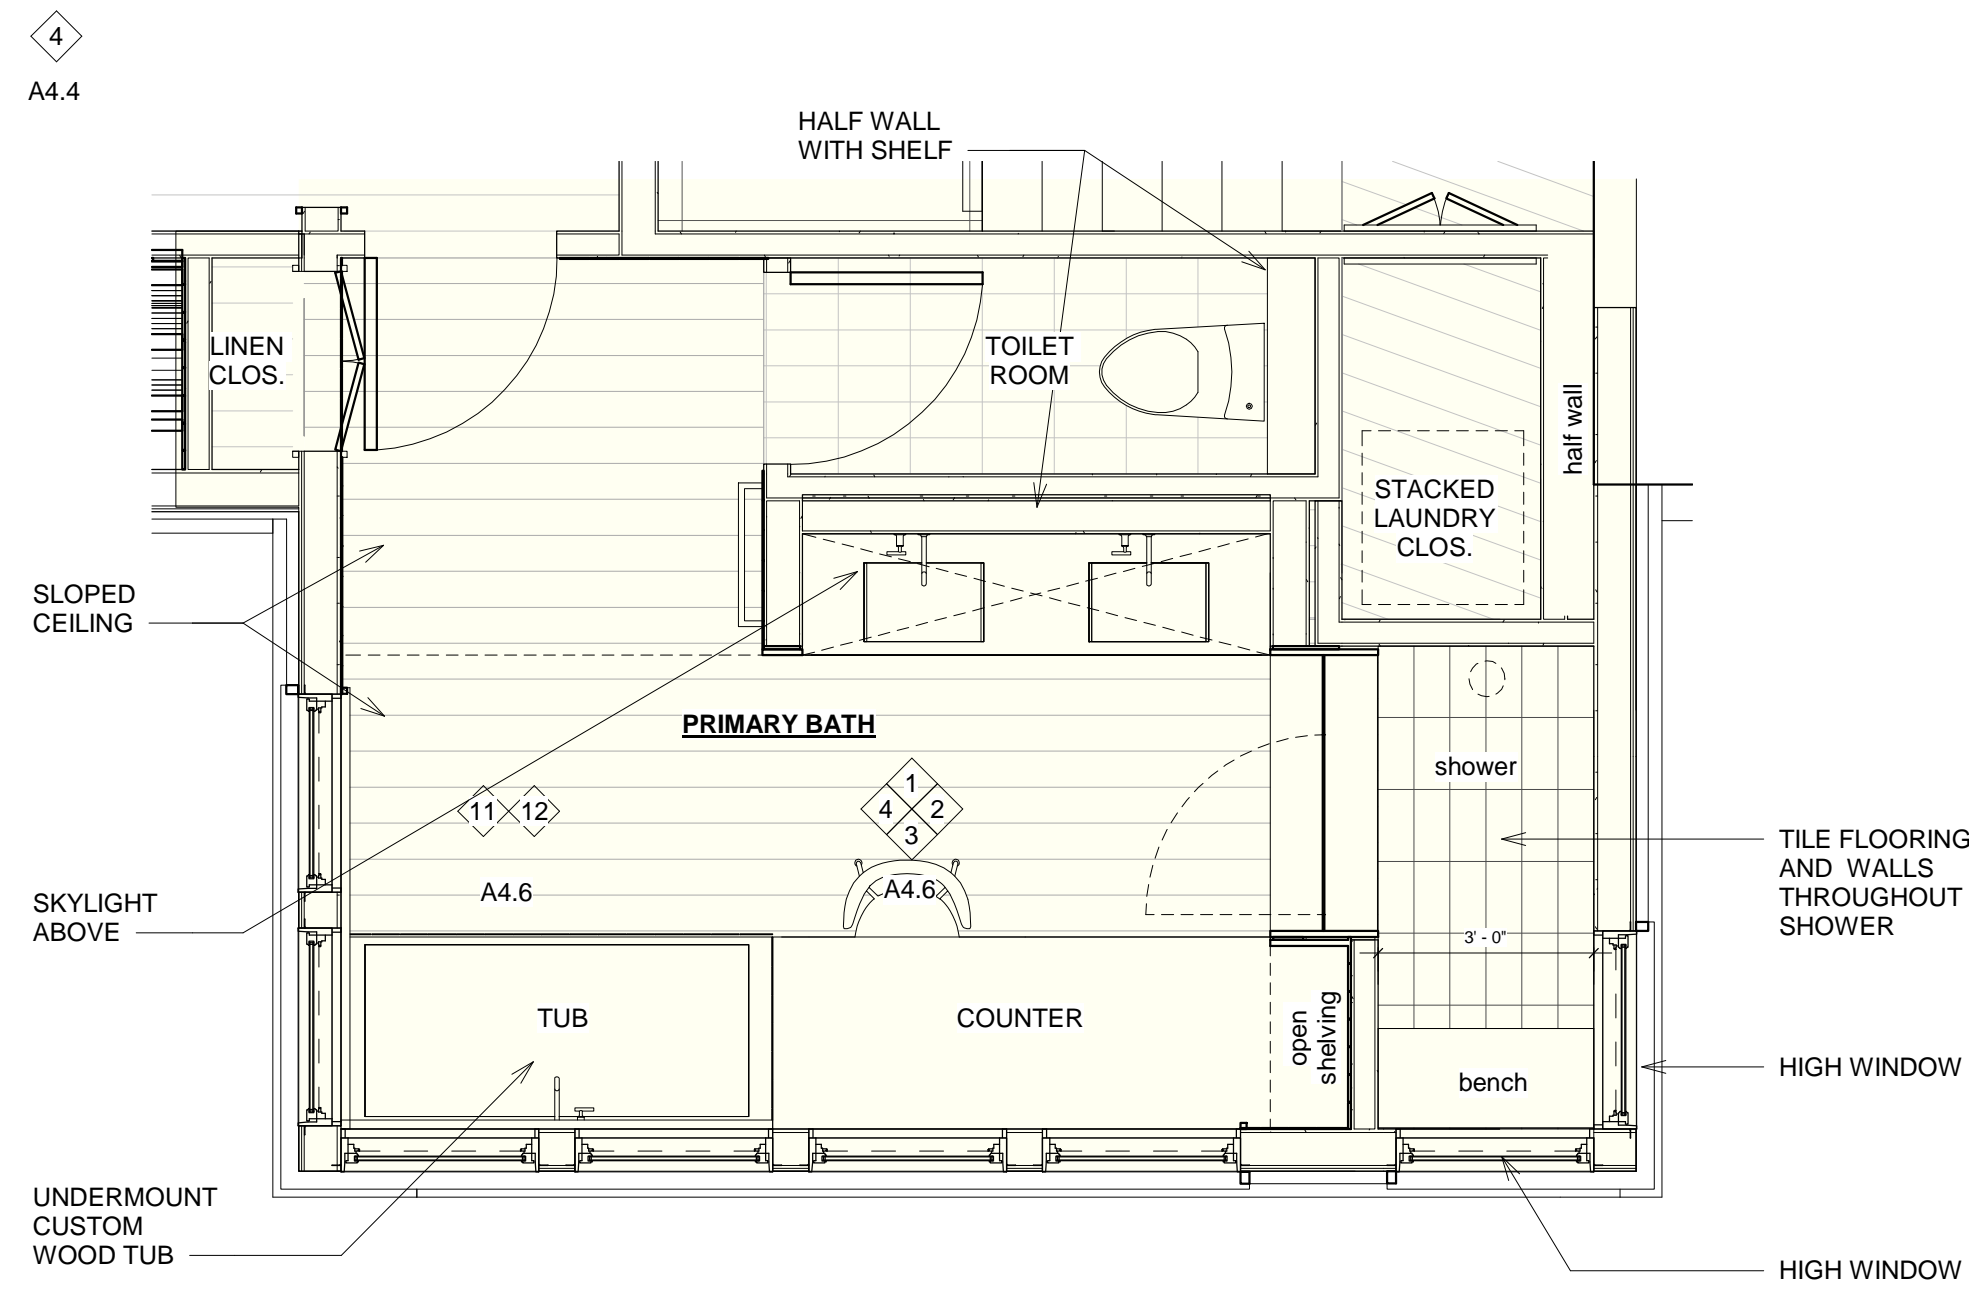 4
A4.4
HALF WALL
WITH SHELF
LINEN
CLOS.
TOILET
ROOM
half wall
STACKED
LAUNDRY
CLOS.
SLOPED
CEILING
PRIMARY BATH
shower
1
4
2
3
11
12
A4.6
A4.6
TILE FLOORING
AND WALLS
THROUGHOUT
SHOWER
SKYLIGHT
ABOVE
3' - 0"
TUB
COUNTER
open
shelving
bench
HIGH WINDOW
UNDERMOUNT
CUSTOM
WOOD TUB
HIGH WINDOW